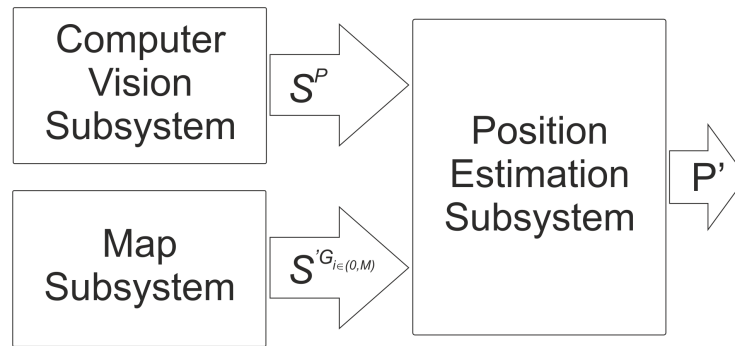 Computer
Vision
Subsystem
S^P
Map
Subsystem
S'^G_{i∈(0,M)}
Position
Estimation
Subsystem
P'